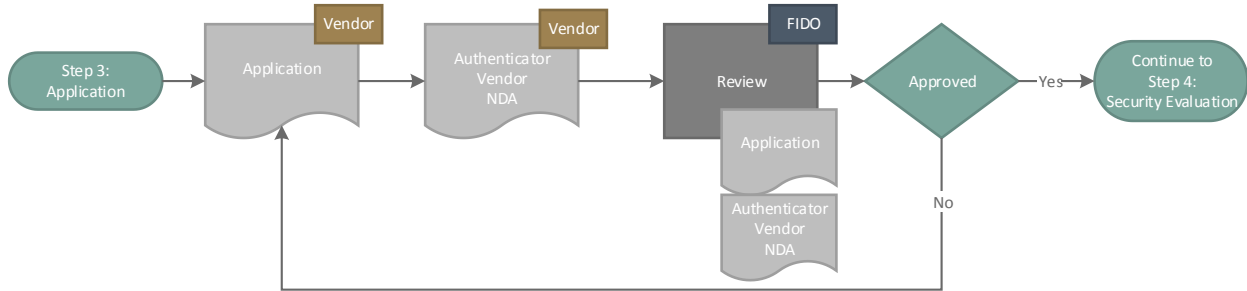 Step 3:
Application
Vendor
Application
Vendor
Authenticator
Vendor
NDA
FIDO
Review
Application
Authenticator
Vendor
NDA
Approved
Yes
No
Continue to
Step 4:
Security Evaluation